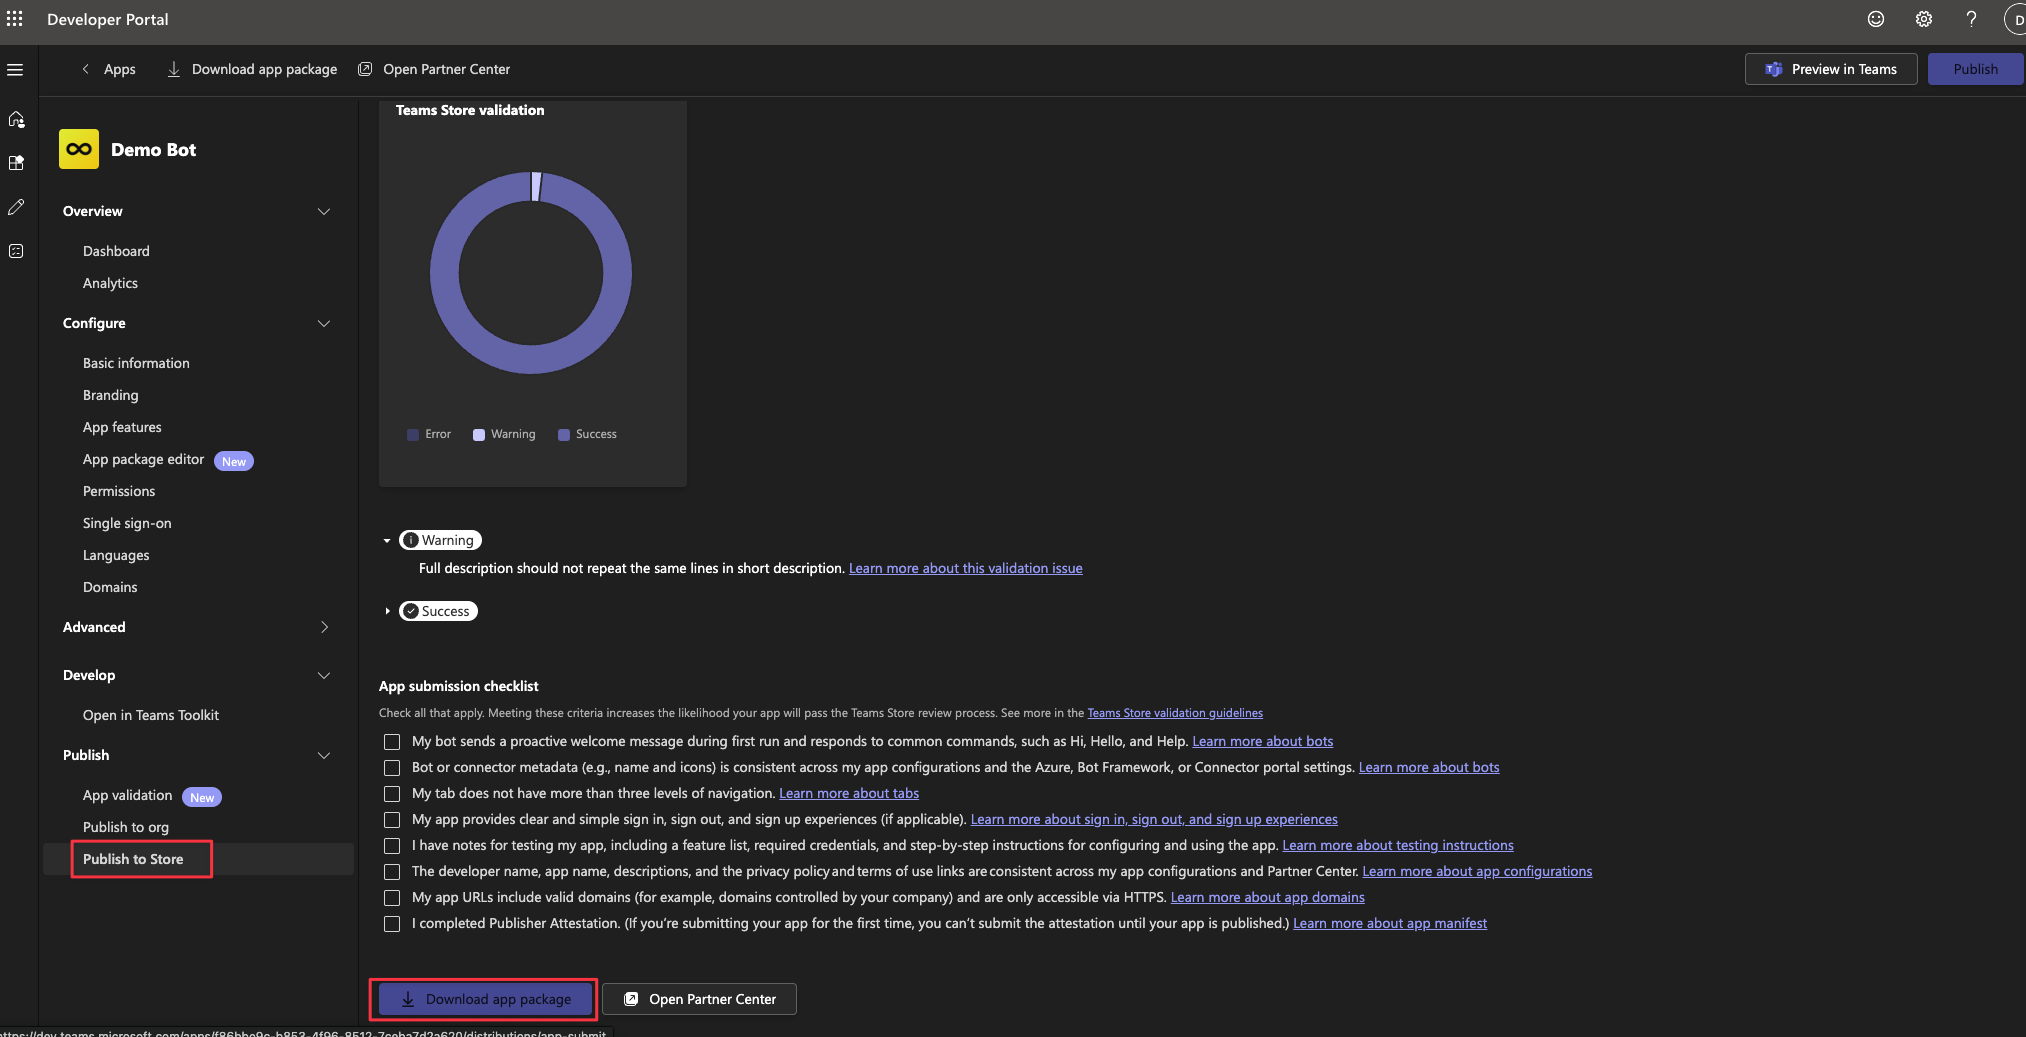 Developer Portal
Apps
Download app package
Open Partner Center
Preview in Teams
Publish
Demo Bot
Overview
Dashboard
Analytics
Configure
Basic information
Branding
App features
App package editor New
Permissions
Single sign-on
Languages
Domains
Advanced
Develop
Open in Teams Toolkit
Publish
App validation New
Publish to org
Publish to Store
Teams Store validation
Error Warning Success
Warning
Full description should not repeat the same lines in short description. Learn more about this validation issue
Success
App submission checklist
Check all that apply. Meeting these criteria increases the likelihood your app will pass the Teams Store review process. See more in the Teams Store validation guidelines
My bot sends a proactive welcome message during first run and responds to common commands, such as Hi, Hello, and Help. Learn more about bots
Bot or connector metadata (e.g., name and icons) is consistent across my app configurations and the Azure, Bot Framework, or Connector portal settings. Learn more about bots
My tab does not have more than three levels of navigation. Learn more about tabs
My app provides clear and simple sign in, sign out, and sign up experiences (if applicable). Learn more about sign in, sign out, and sign up experiences
I have notes for testing my app, including a feature list, required credentials, and step-by-step instructions for configuring and using the app. Learn more about testing instructions
The developer name, app name, descriptions, and the privacy policy and terms of use links are consistent across my app configurations and Partner Center. Learn more about app configurations
My app URLs include valid domains (for example, domains controlled by your company) and are only accessible via HTTPS. Learn more about app domains
I completed Publisher Attestation. (If you're submitting your app for the first time, you can't submit the attestation until your app is published.) Learn more about app manifest
Download app package
Open Partner Center